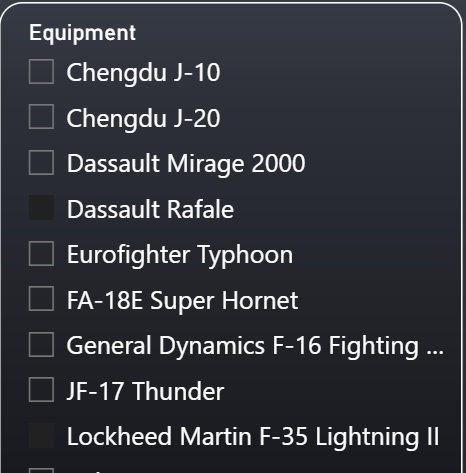 Equipment
Chengdu J-10
Chengdu J-20
Dassault Mirage 2000
Dassault Rafale
Eurofighter Typhoon
FA-18E Super Hornet
General Dynamics F-16 Fighting ...
JF-17 Thunder
Lockheed Martin F-35 Lightning II